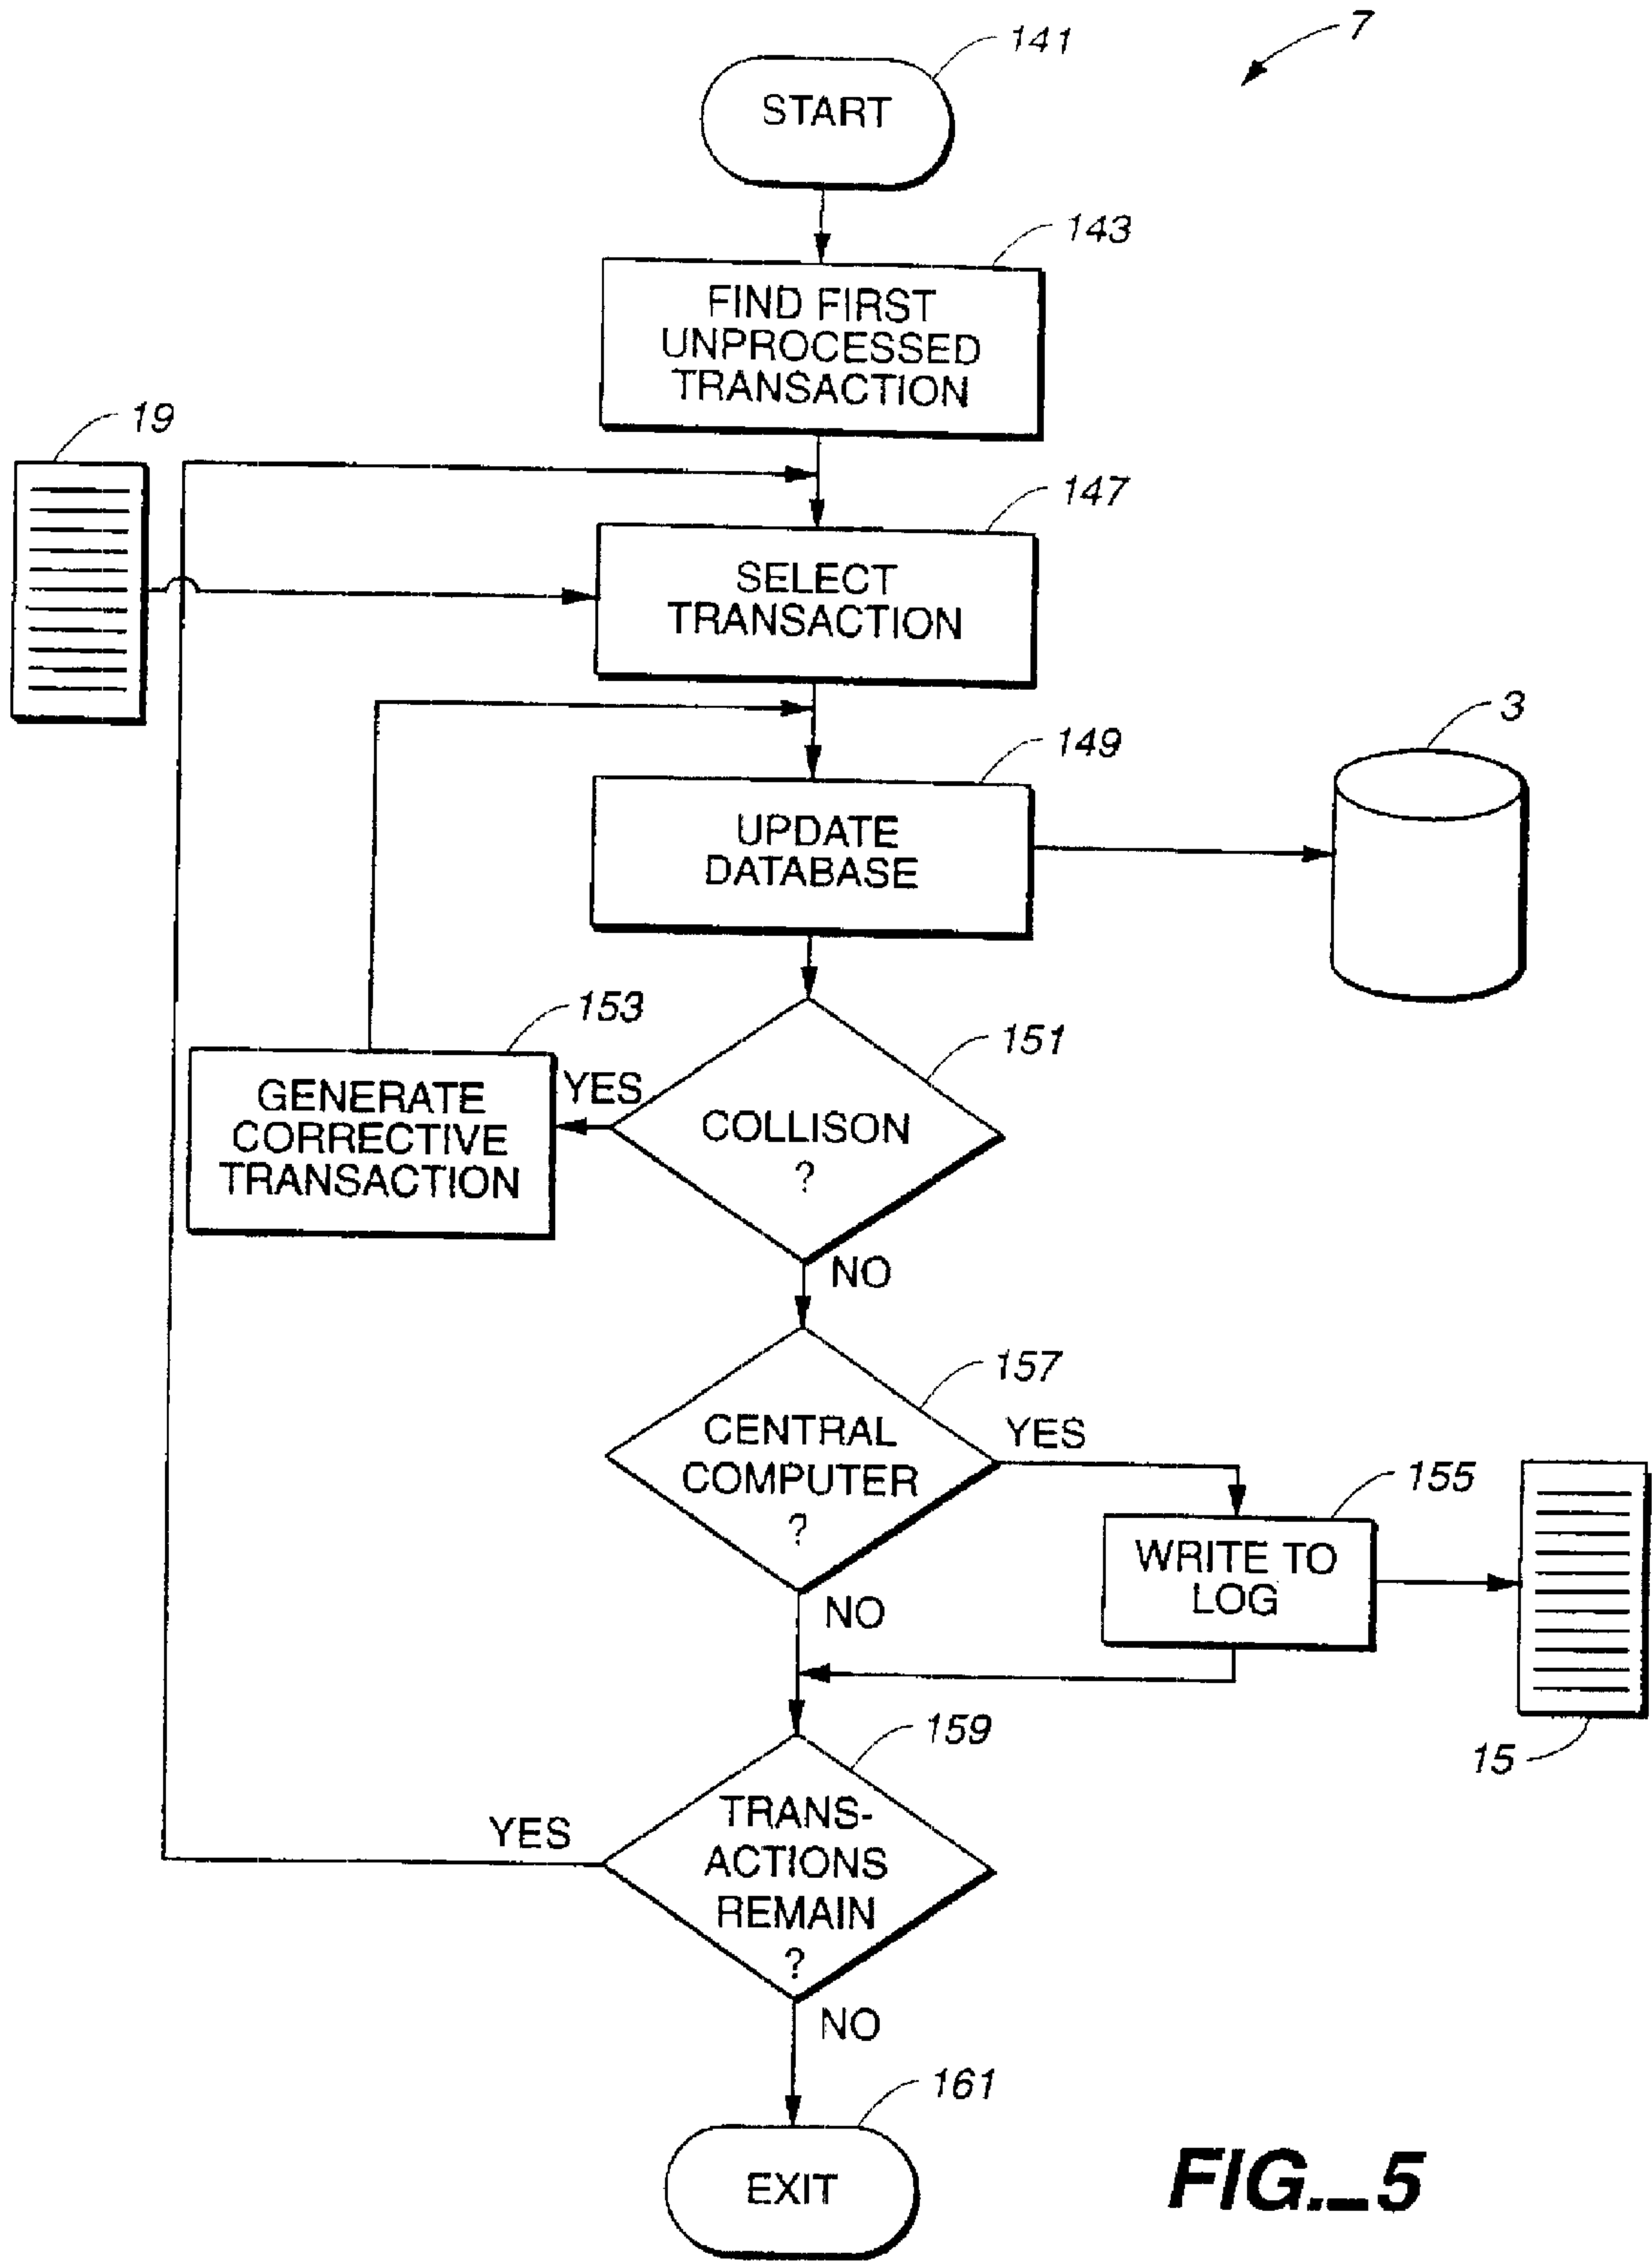 141
7
START
143
FIND FIRST
UNPROCESSED
TRANSACTION
19
147
SELECT
TRANSACTION
3
149
UPDATE
DATABASE
153
151
GENERATE
CORRECTIVE
TRANSACTION
YES
COLLISON
?
NO
157
CENTRAL
COMPUTER
?
YES
155
WRITE TO
LOG
NO
15
159
TRANS-
ACTIONS
REMAIN
?
YES
NO
161
EXIT
FIG._5